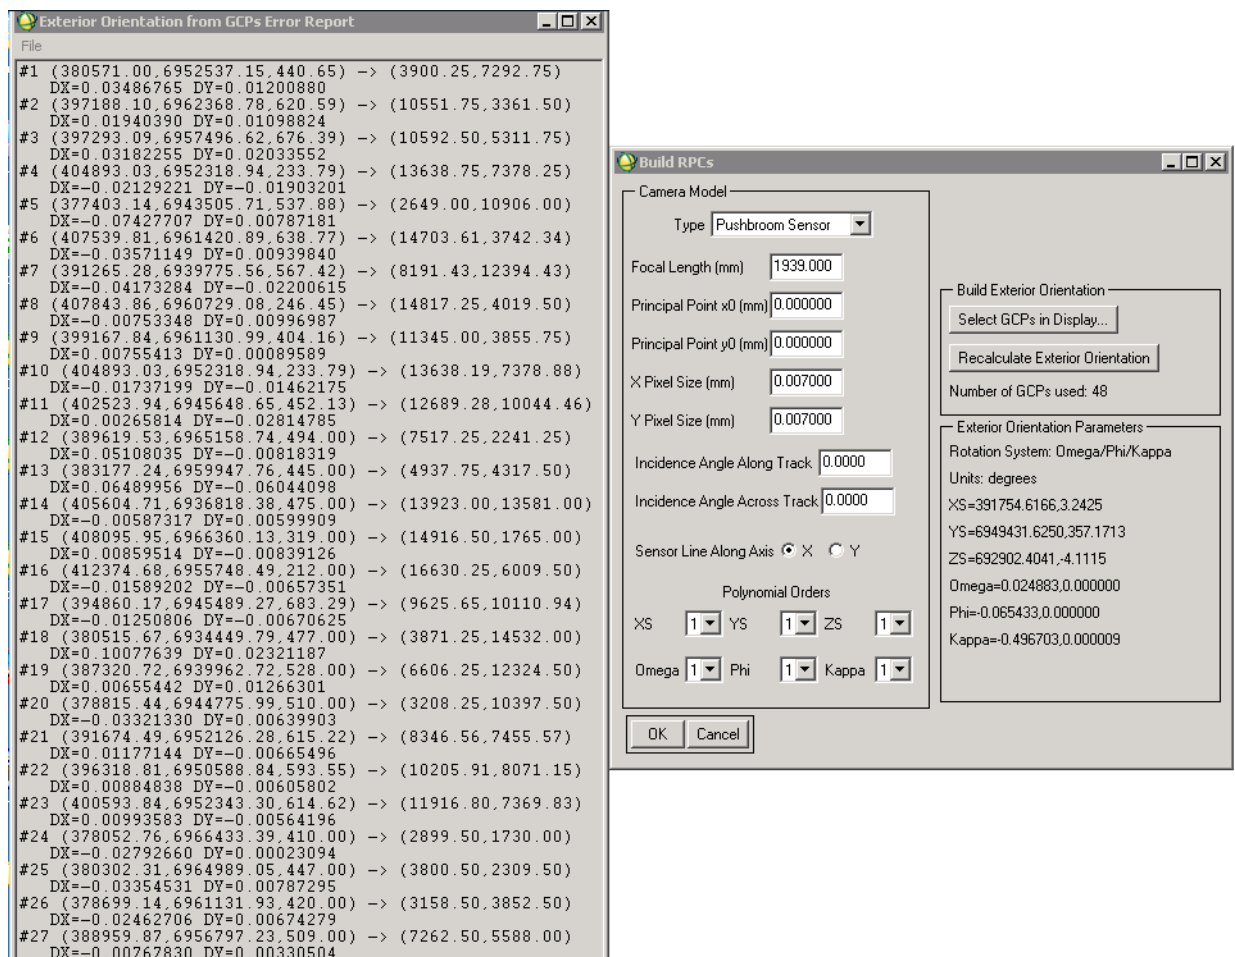 Exterior Orientation from GCPs Error Report
File
#1 (380571.00,6952537.15,440.65) -> (3900.25,7292.75)
DX=0.03486765 DY=0.01200880
#2 (397188.10,6962368.78,620.59) -> (10551.75,3361.50)
DX=0.01940390 DY=0.01098824
#3 (397293.09,6957496.62,676.39) -> (10592.50,5311.75)
DX=0.03182255 DY=0.02033552
#4 (404893.03,6952318.94,233.79) -> (13638.75,7378.25)
DX=-0.02129221 DY=-0.01903201
#5 (377403.14,6943505.71,537.88) -> (2649.00,10906.00)
DX=-0.07427707 DY=0.00787181
#6 (407539.81,6961420.89,638.77) -> (14703.61,3742.34)
DX=-0.03571149 DY=0.00939840
#7 (391265.28,6939775.56,567.42) -> (8191.43,12394.43)
DX=-0.04173284 DY=-0.02200615
#8 (407843.86,6960729.08,246.45) -> (14817.25,4019.50)
DX=-0.00753348 DY=0.00996987
#9 (399167.84,6961130.99,404.16) -> (11345.00,3855.75)
DX=0.00755413 DY=0.00089589
#10 (404893.03,6952318.94,233.79) -> (13638.19,7378.88)
DX=-0.01737199 DY=-0.01462175
#11 (402523.94,6945648.65,452.13) -> (12689.28,10044.46)
DX=0.00265814 DY=-0.02814785
#12 (389619.53,6965158.74,494.00) -> (7517.25,2241.25)
DX=0.05108035 DY=-0.00818319
#13 (383177.24,6959947.76,445.00) -> (4937.75,4317.50)
DX=0.06489956 DY=-0.06044098
#14 (405604.71,6936818.38,475.00) -> (13923.00,13581.00)
DX=-0.00587317 DY=0.00599909
#15 (408095.95,6966360.13,319.00) -> (14916.50,1765.00)
DX=0.00859514 DY=-0.00839126
#16 (412374.68,6955748.49,212.00) -> (16630.25,6009.50)
DX=-0.01589202 DY=-0.00657351
#17 (394860.17,6945489.27,683.29) -> (9625.65,10110.94)
DX=-0.01250806 DY=-0.00670625
#18 (380515.67,6934449.79,477.00) -> (3871.25,14532.00)
DX=0.10077639 DY=0.02321187
#19 (387320.72,6939962.72,528.00) -> (6606.25,12324.50)
DX=0.00655442 DY=0.01266301
#20 (378815.44,6944775.99,510.00) -> (3208.25,10397.50)
DX=-0.03321330 DY=0.00639903
#21 (391674.49,6952126.28,615.22) -> (8346.56,7455.57)
DX=0.01177144 DY=-0.00665496
#22 (396318.81,6950588.84,593.55) -> (10205.91,8071.15)
DX=0.00884838 DY=-0.00605802
#23 (400593.84,6952343.30,614.62) -> (11916.80,7369.83)
DX=0.00993583 DY=-0.00564196
#24 (378052.76,6966433.39,410.00) -> (2899.50,1730.00)
DX=-0.02792660 DY=0.00023094
#25 (380302.31,6964989.05,447.00) -> (3800.50,2309.50)
DX=-0.03354531 DY=0.00787295
#26 (378699.14,6961131.93,420.00) -> (3158.50,3852.50)
DX=-0.02462706 DY=0.00674279
#27 (388959.87,6956797.23,509.00) -> (7262.50,5588.00)
DX=-0.00767830 DY=0.00330504
Build RPCs
Camera Model
Type Pushbroom Sensor
Focal Length (mm) 1939.000
Principal Point x0 (mm) 0.000000
Principal Point y0 (mm) 0.000000
X Pixel Size (mm) 0.007000
Y Pixel Size (mm) 0.007000
Incidence Angle Along Track 0.0000
Incidence Angle Across Track 0.0000
Sensor Line Along Axis X Y
Polynomial Orders
XS 1 YS 1 ZS 1
Omega 1 Phi 1 Kappa 1
OK Cancel
Build Exterior Orientation
Select GCPs in Display...
Recalculate Exterior Orientation
Number of GCPs used: 48
Exterior Orientation Parameters
Rotation System: Omega/Phi/Kappa
Units: degrees
XS=391754.6166,3.2425
YS=6949431.6250,357.1713
ZS=692902.4041,-4.1115
Omega=0.024883,0.000000
Phi=-0.065433,0.000000
Kappa=-0.496703,0.000009